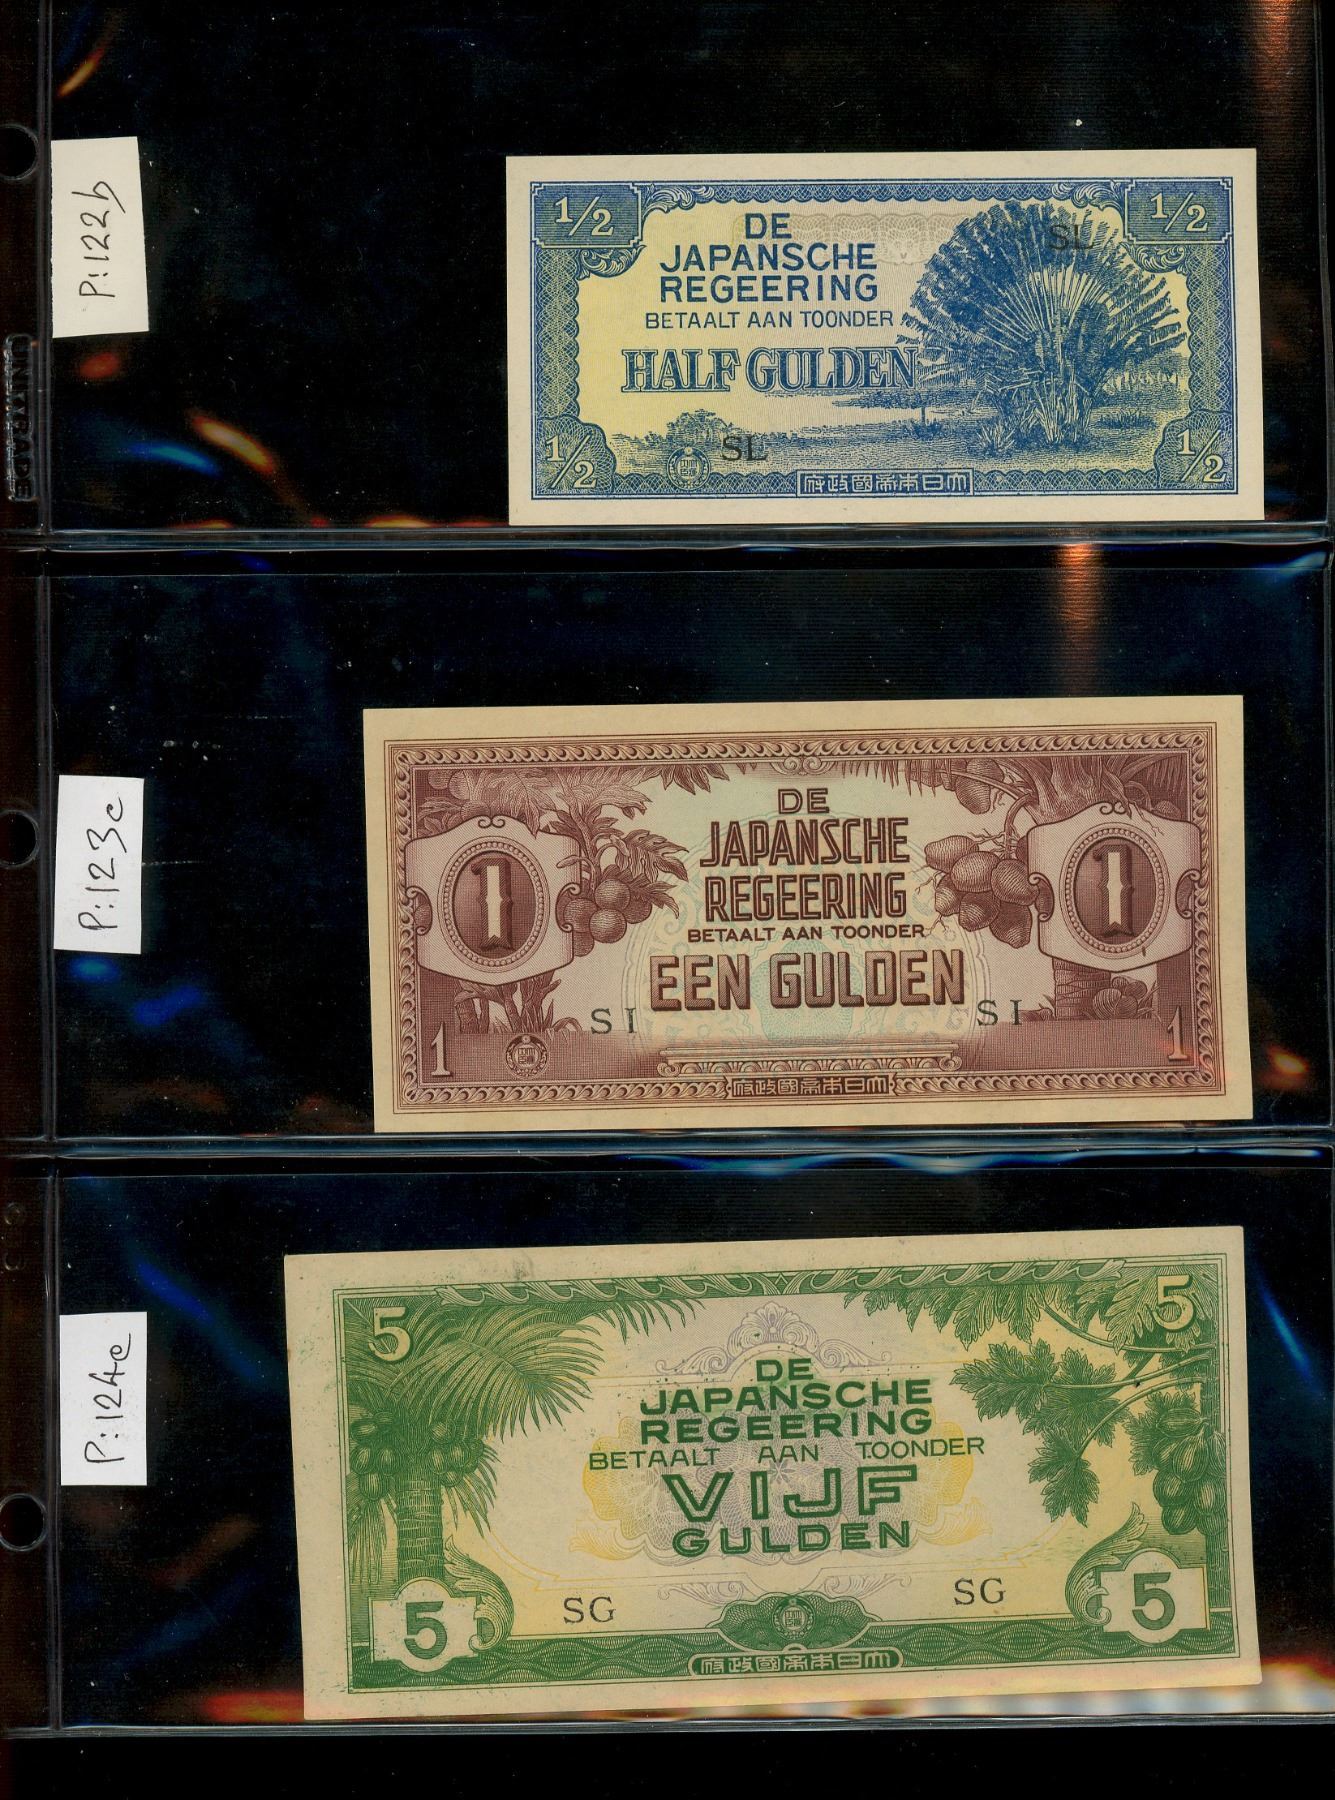 P:122b
UNITRADE
1/2
1/2
DE
JAPANSCHE
REGEERING
BETAALT AAN TOONDER
HALF GULDEN
SL
SL
1/2
1/2
府政國帝本日大
P:123c
1
1
DE
JAPANSCHE
REGEERING
BETAALT AAN TOONDER
EEN GULDEN
SI
SI
1
1
府政國帝本日大
P:124c
5
5
DE
JAPANSCHE
REGEERING
BETAALT AAN TOONDER
VIJF
GULDEN
SG
SG
5
5
府政國帝本日大